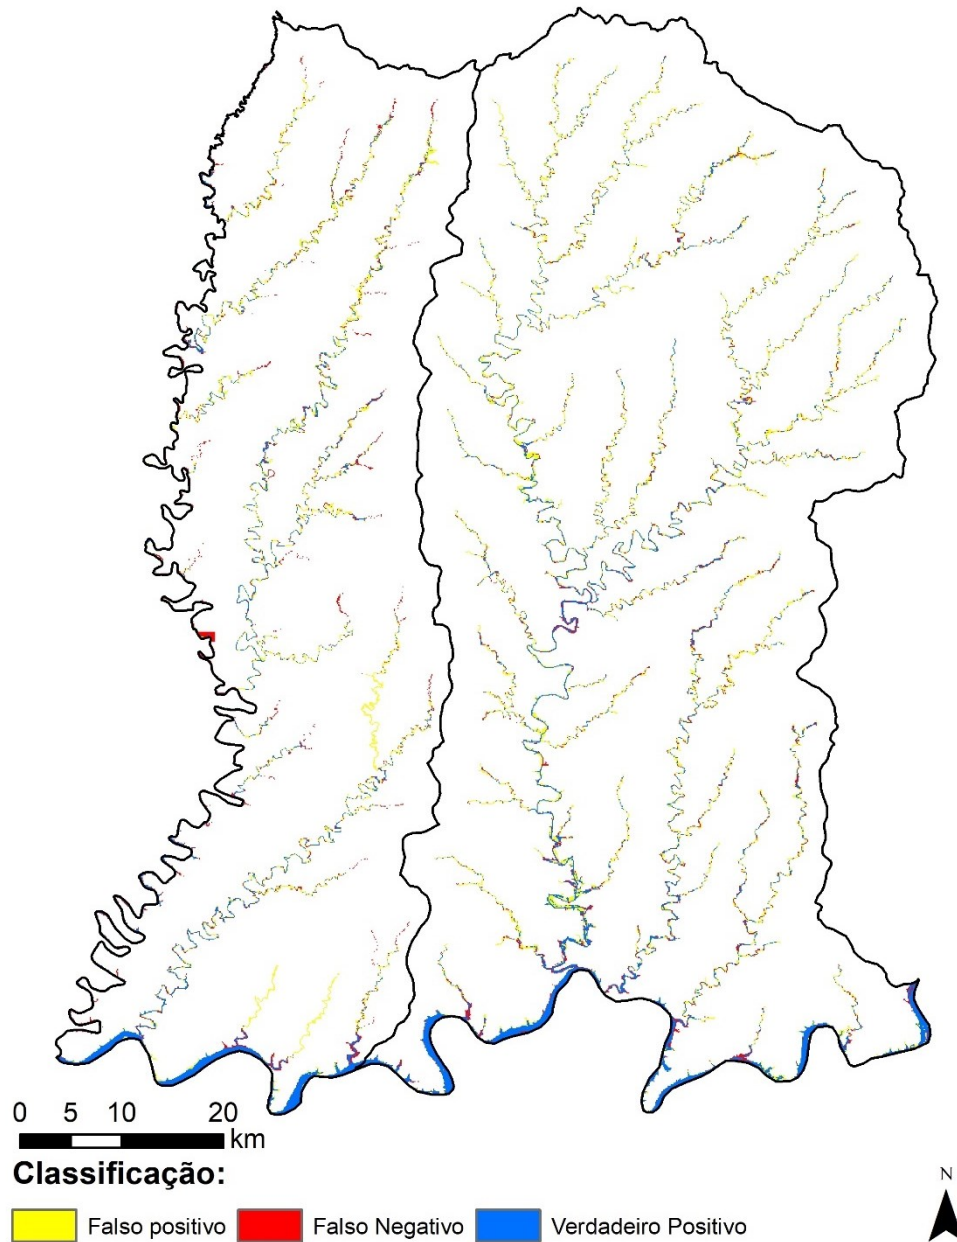 0 5 10 20
km
Classificação:
N
Falso positivo Falso Negativo Verdadeiro Positivo